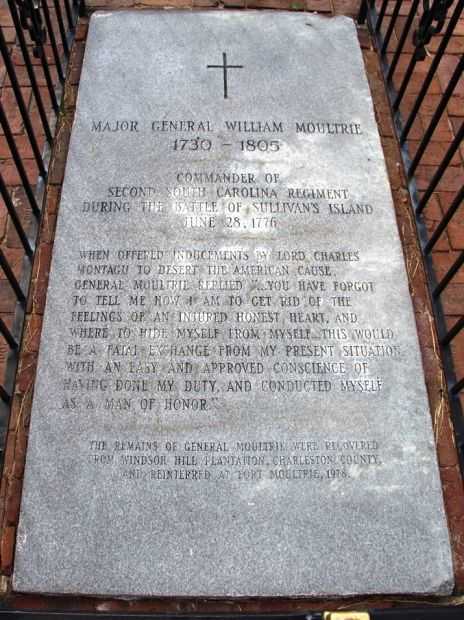 MAJOR GENERAL WILLIAM MOULTRIE
1730 - 1805
COMMANDER OF
SECOND SOUTH CAROLINA REGIMENT
DURING THE BATTLE OF SULLIVAN'S ISLAND
JUNE 28, 1776
WHEN OFFERED INDUCEMENTS BY LORD CHARLES
MONTAGU TO DESERT THE AMERICAN CAUSE,
GENERAL MOULTRIE REPLIED "...YOU HAVE FORGOT
TO TELL ME HOW I AM TO GET RID OF THE
FEELINGS OF AN INJURED HONEST HEART, AND
WHERE TO HIDE MYSELF FROM MYSELF...THIS WOULD
BE A FATAL EXCHANGE FROM MY PRESENT SITUATION,
WITH AN EASY AND APPROVED CONSCIENCE OF
HAVING DONE MY DUTY, AND CONDUCTED MYSELF
AS A MAN OF HONOR."
THE REMAINS OF GENERAL MOULTRIE WERE RECOVERED
FROM WINDSOR HILL PLANTATION, CHARLESTON COUNTY,
AND REINTERRED AT FORT MOULTRIE, 1978.